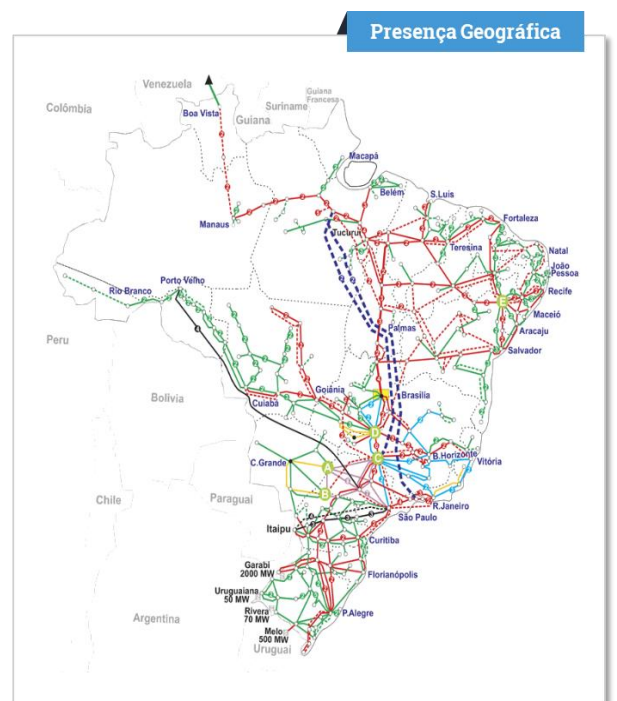 Presença Geográfica
Venezuela
Guiana
Francesa
Suriname
Colómbia
Boa Vista
Guiana
Macapá
Belém
S.Luis
Manaus
Fortaleza
Tucuruí
Teresina
Natal
João
Pessoa
Rio Branco
Porto Velho
Recife
E
Maceió
Palmas
Aracaju
Peru
Salvador
Goiânia
Brasília
Cuiabá
Bolívia
D
B.Horizonte
C
Vitória
C.Grande
A
B
Chile
Paraguai
R.Janeiro
São Paulo
Itaipu
Curitiba
Garabi
2000 MW
Florianópolis
Uruguaiana
50 MW
Rivera
70 MW
P.Alegre
Argentina
Melo
500 MW
Uruguai